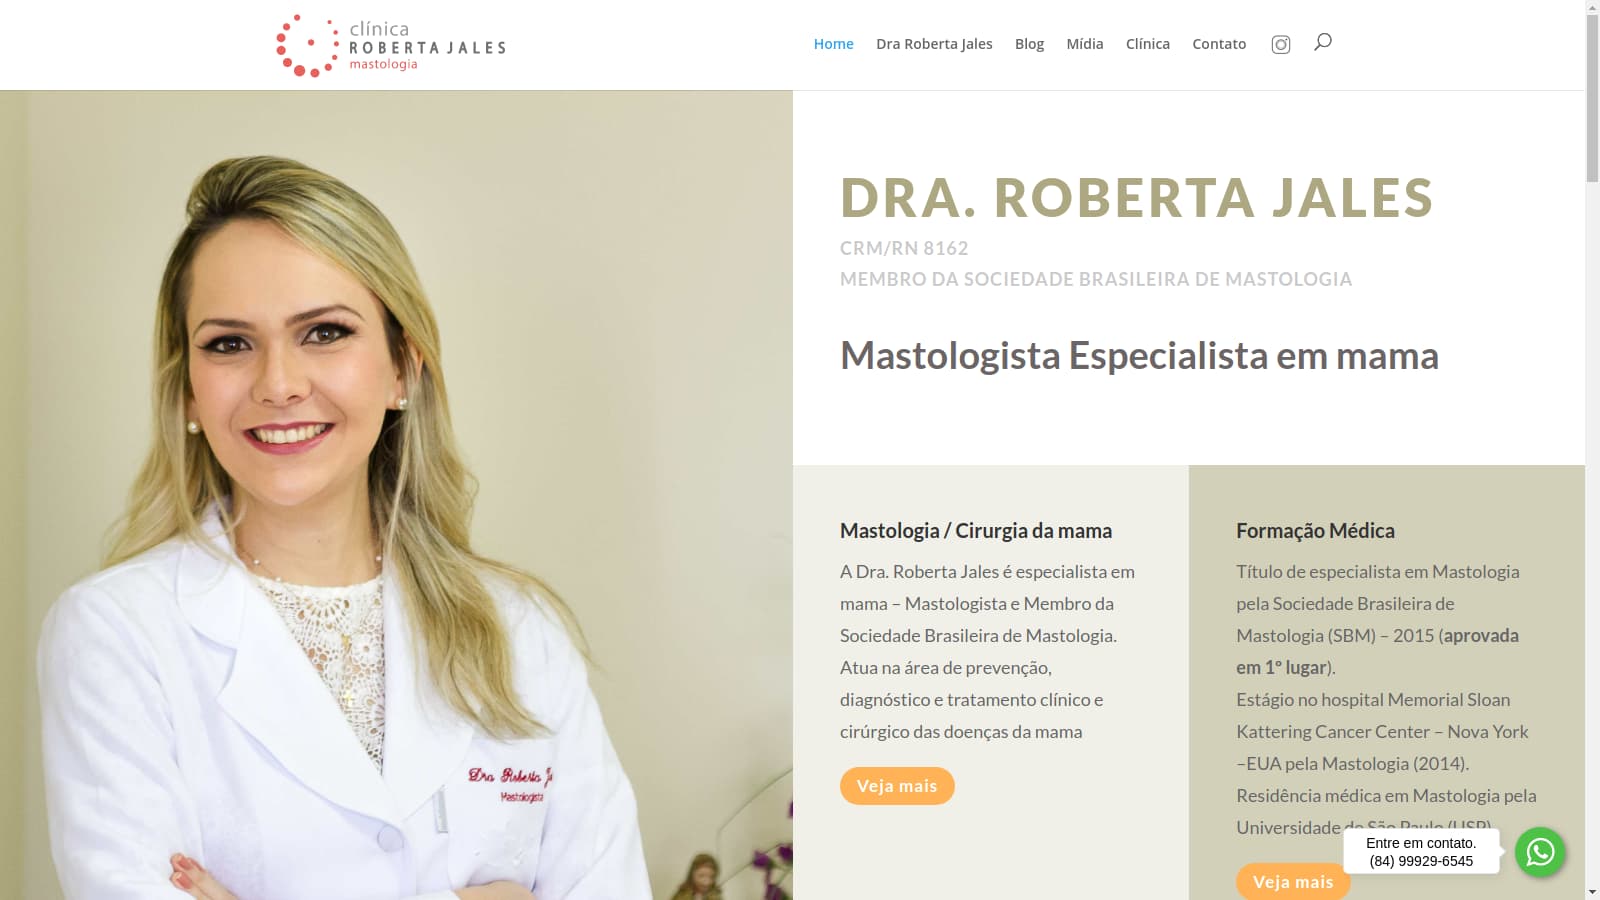 clínica
ROBERTA JALES
mastologia
Home
Dra Roberta Jales
Blog
Mídia
Clínica
Contato
DRA. ROBERTA JALES
CRM/RN 8162
MEMBRO DA SOCIEDADE BRASILEIRA DE MASTOLOGIA
Mastologista Especialista em mama
Mastologia / Cirurgia da mama
A Dra. Roberta Jales é especialista em
mama – Mastologista e Membro da
Sociedade Brasileira de Mastologia.
Atua na área de prevenção,
diagnóstico e tratamento clínico e
cirúrgico das doenças da mama
Veja mais
Formação Médica
Título de especialista em Mastologia
pela Sociedade Brasileira de
Mastologia (SBM) – 2015 (aprovada
em 1º lugar).
Estágio no hospital Memorial Sloan
Kattering Cancer Center – Nova York
–EUA pela Mastologia (2014).
Residência médica em Mastologia pela
Universidade de São Paulo (USP)
Veja mais
Entre em contato.
(84) 99929-6545
Dra Roberta
Mastologista